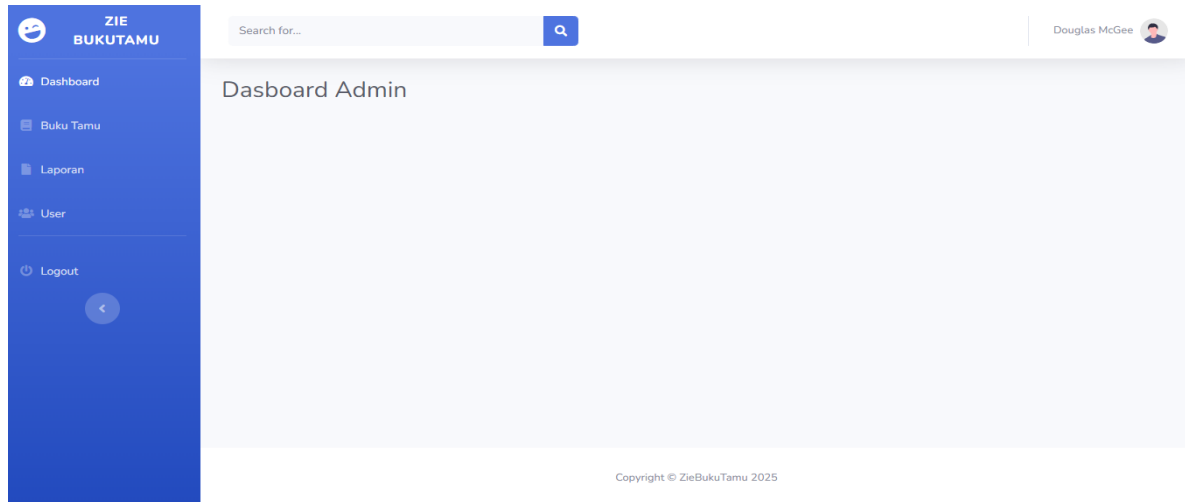 ZIE
BUKUTAMU
Dashboard
Buku Tamu
Laporan
User
Logout
Search for...
Douglas McGee
Dasboard Admin
Copyright © ZieBukuTamu 2025